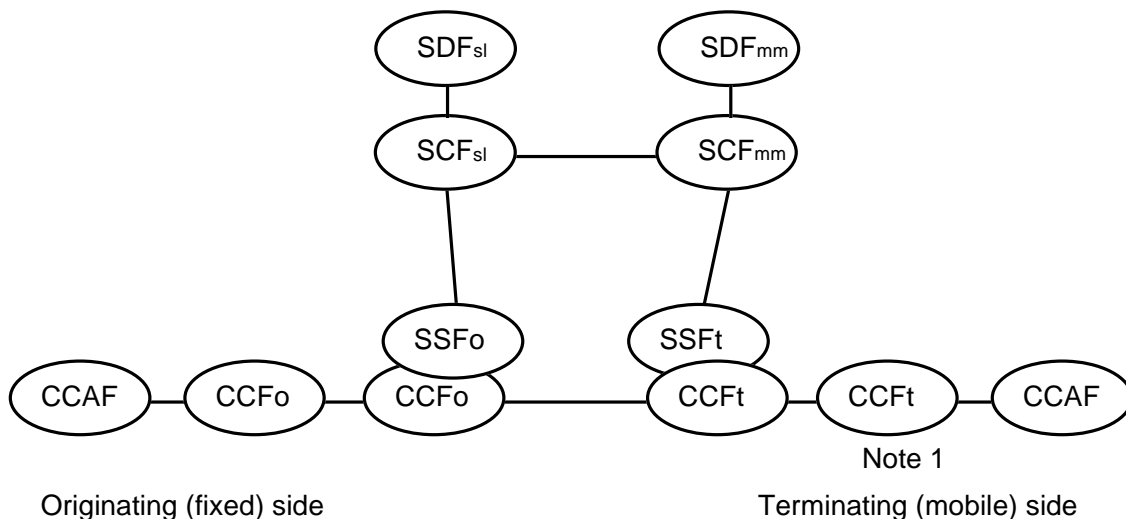 SDFsl SDFmm
SCFsl SCFmm
SSFo SSFt
CCAF CCFo CCFo CCFt CCFt CCAF
Note 1
Originating (fixed) side Terminating (mobile) side